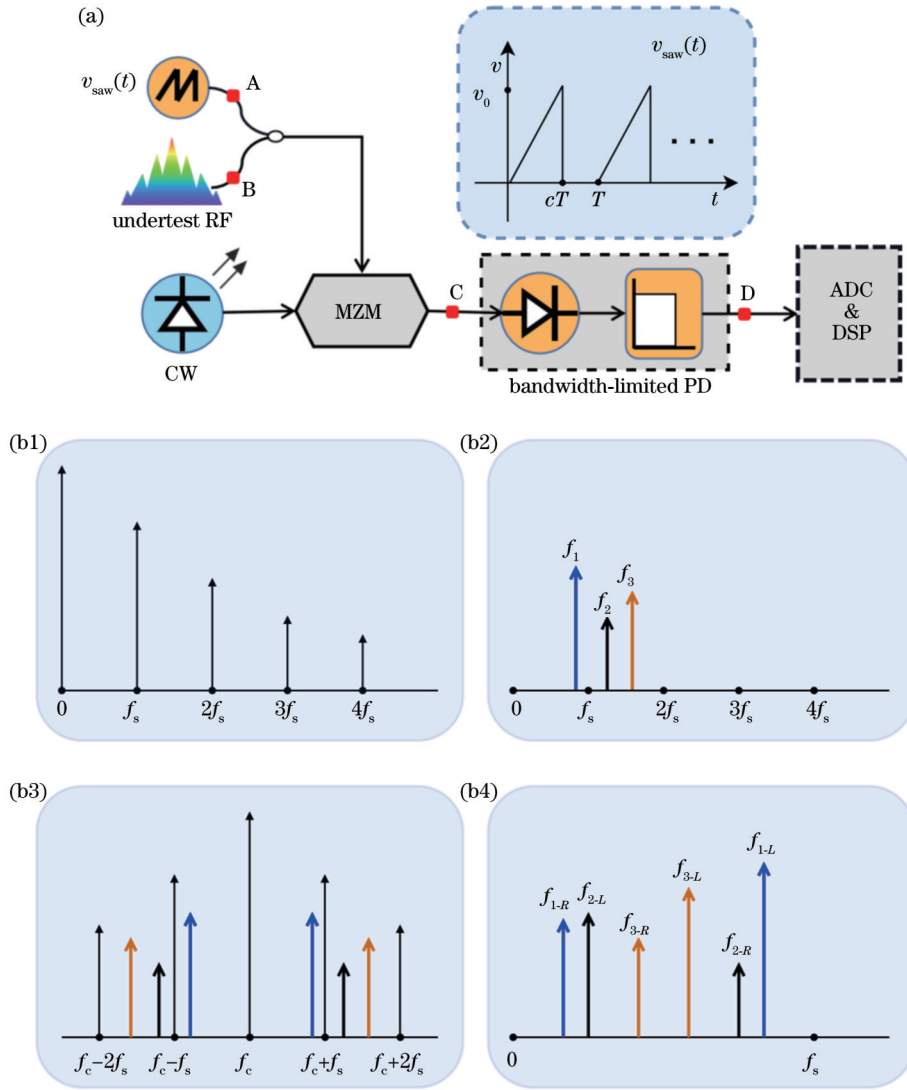 (a)
v_saw(t)
A
B
undertest RF
CW
MZM
C
D
bandwidth-limited PD
ADC
&
DSP
v_saw(t)
v
v_0
cT
T
t
(b1)
0
f_s
2f_s
3f_s
4f_s
(b2)
f_1
f_2
f_3
0
f_s
2f_s
3f_s
4f_s
(b3)
f_c−2f_s
f_c−f_s
f_c
f_c+f_s
f_c+2f_s
(b4)
f_1-R
f_2-L
f_3-R
f_3-L
f_2-R
f_1-L
0
f_s